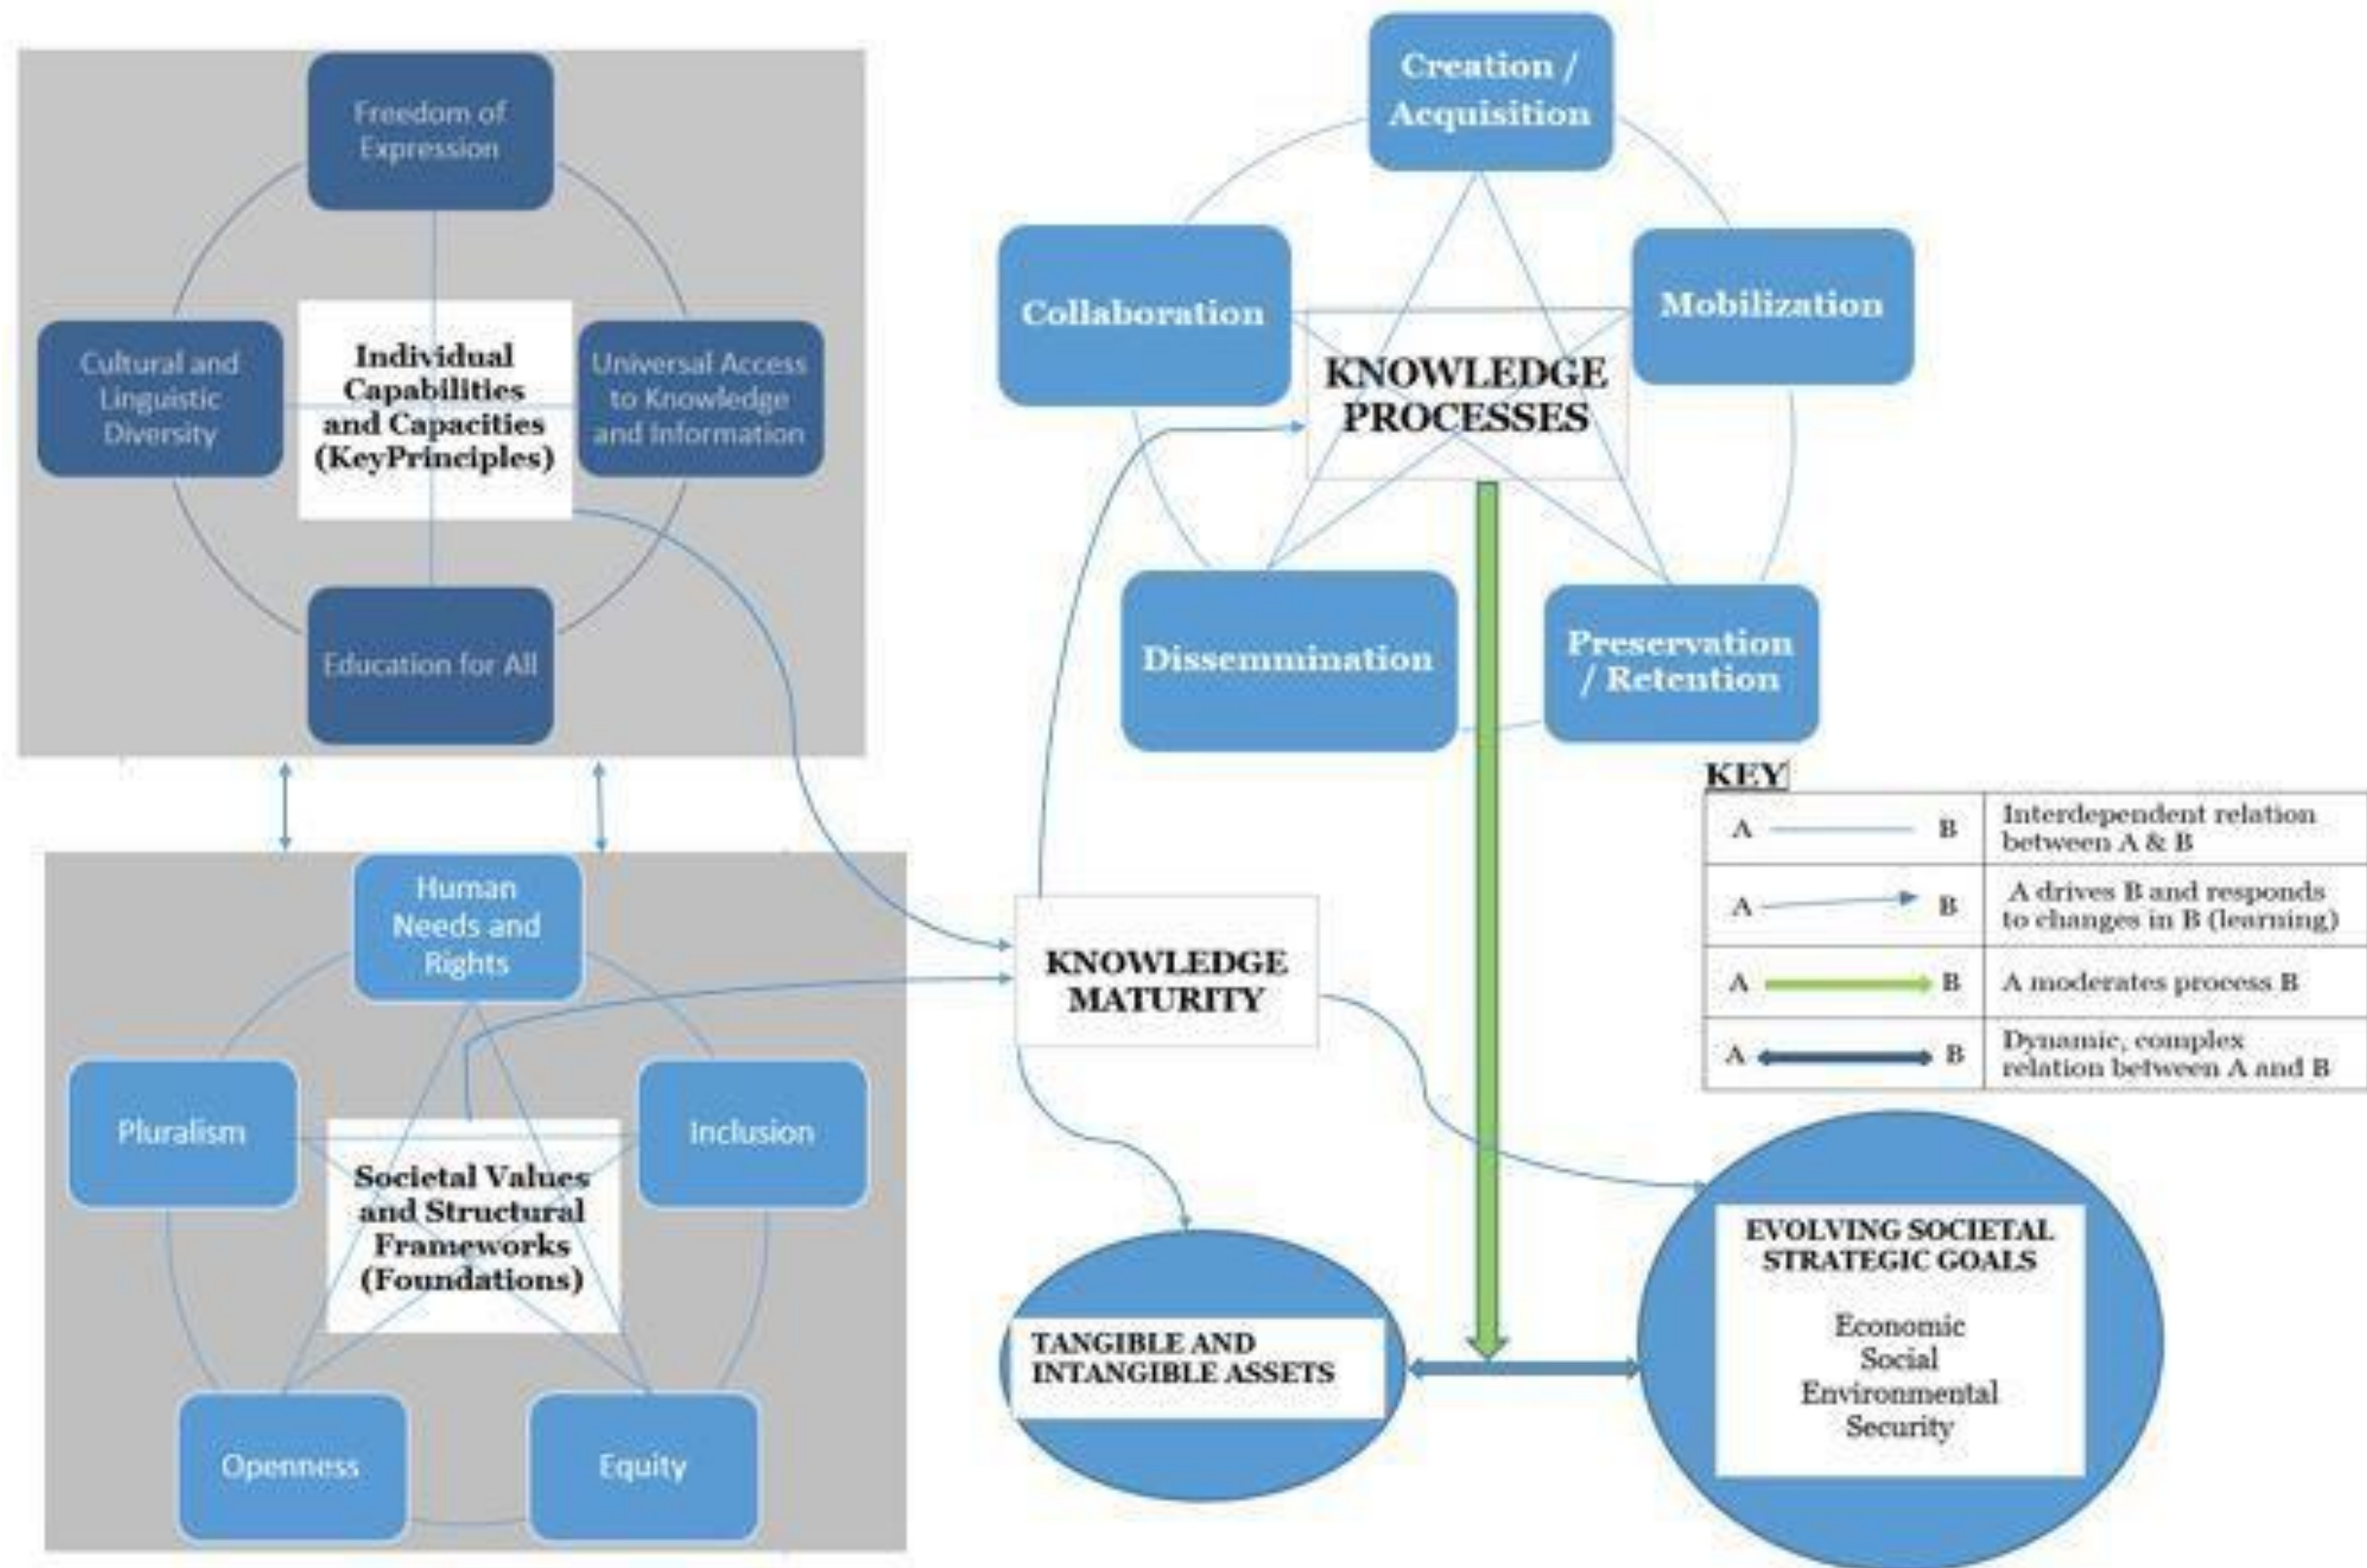 Freedom of
Expression
Cultural and
Linguistic
Diversity
Individual
Capabilities
and Capacities
(KeyPrinciples)
Universal Access
to Knowledge
and Information
Education for All
Creation /
Acquisition
Collaboration
Mobilization
KNOWLEDGE
PROCESSES
Dissemmination
Preservation
/ Retention
KEY
A B Interdependent relation
between A & B
A B A drives B and responds
to changes in B (learning)
A B A moderates process B
A B Dynamic, complex
relation between A and B
Human
Needs and
Rights
Pluralism
Inclusion
Societal Values
and Structural
Frameworks
(Foundations)
Openness
Equity
KNOWLEDGE
MATURITY
TANGIBLE AND
INTANGIBLE ASSETS
EVOLVING SOCIETAL
STRATEGIC GOALS
Economic
Social
Environmental
Security